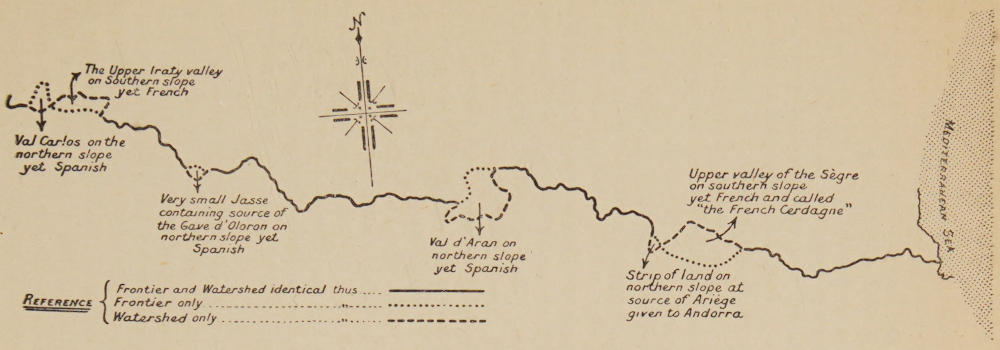 N
The Upper Iraty valley
on Southern slope
yet French
Val Carlos on the
northern slope
yet Spanish
Very small Jasse
containing source of
the Gave d'Oloron on
northern slope yet
Spanish
Val d'Aran on
northern slope
yet Spanish
Upper valley of the Sègre
on southern slope
yet French and called
"the French Cerdagne"
Strip of land on
northern slope at
source of Ariège
given to Andorra
MEDITERRANEAN SEA
REFERENCE
Frontier and Watershed identical thus ....
Frontier only ........................ " ....
Watershed only ..................... " ....